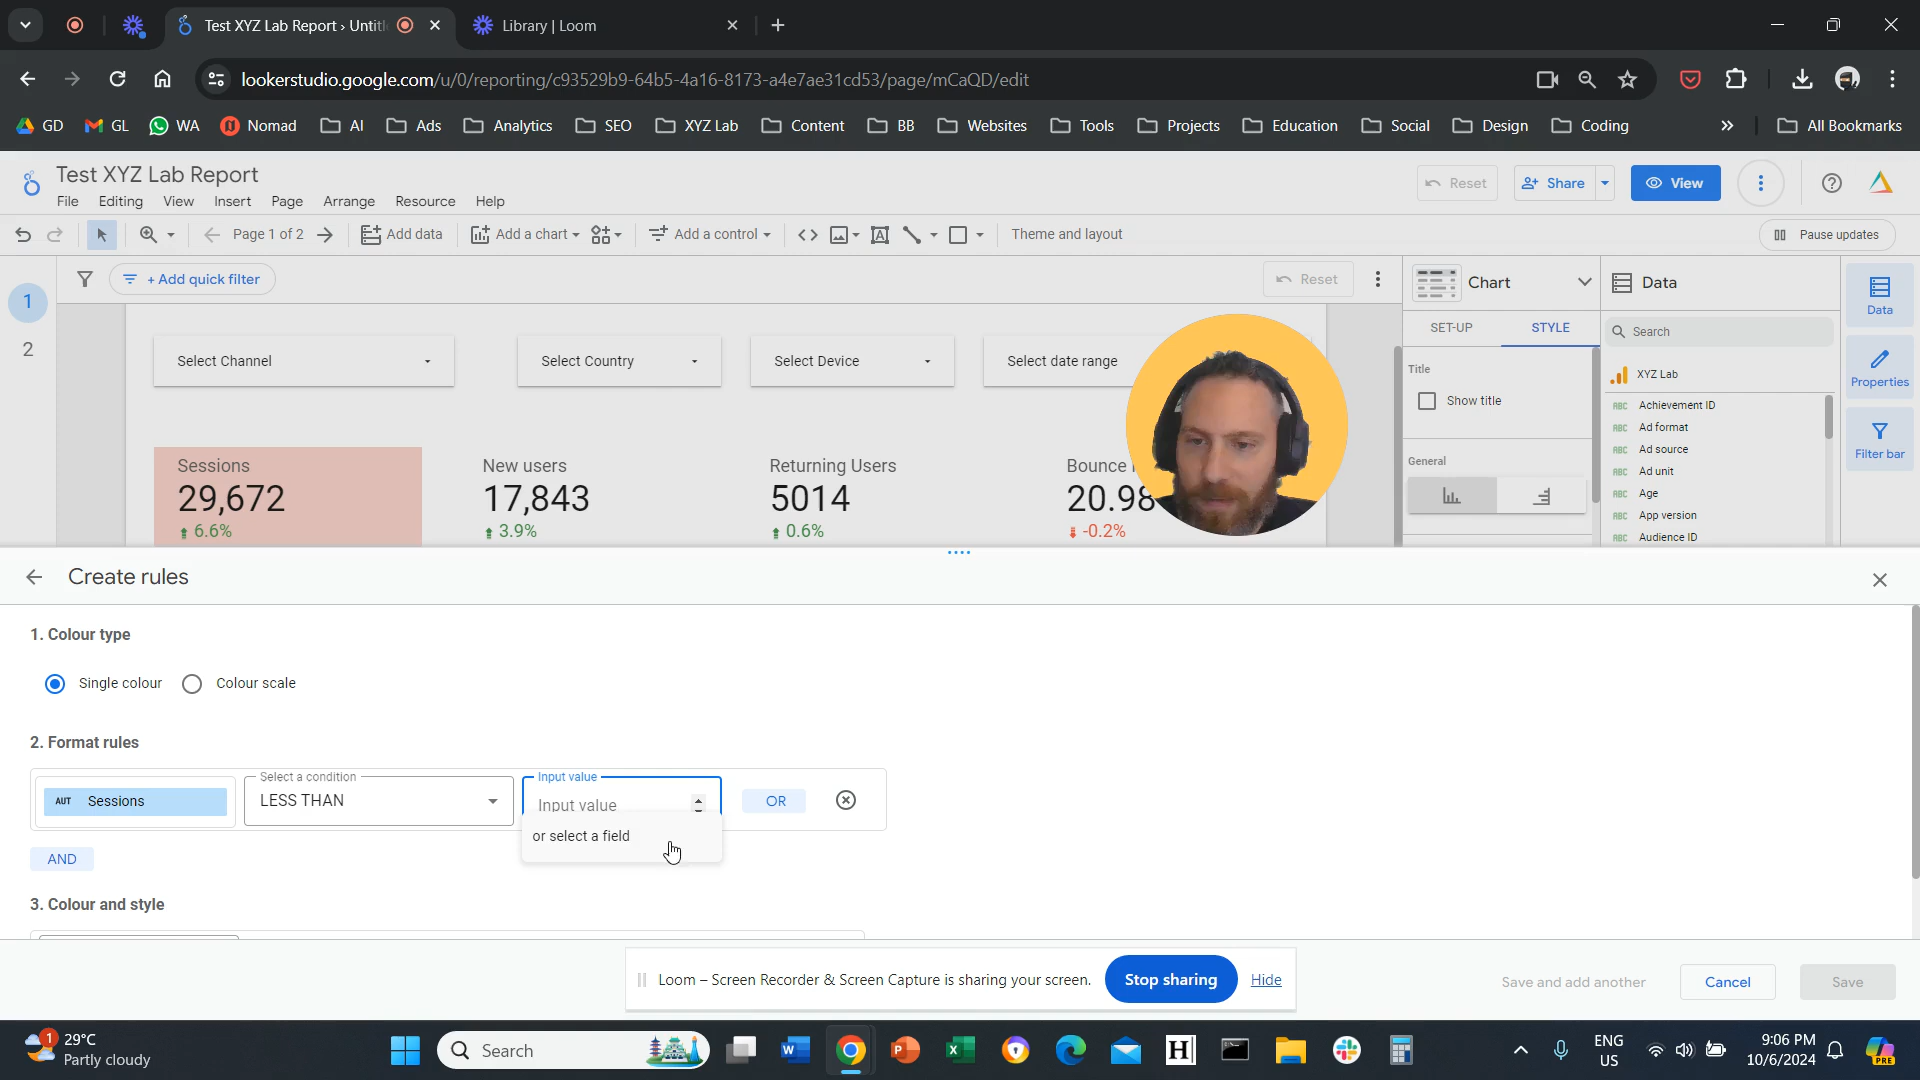 Test XYZ Lab Report › Untitl
Library | Loom
lookerstudio.google.com/u/0/reporting/c93529b9-64b5-4a16-8173-a4e7ae31cd53/page/mCaQD/edit
GD
GL
WA
Nomad
AI
Ads
Analytics
SEO
XYZ Lab
Content
BB
Websites
Tools
Projects
Education
Social
Design
Coding
All Bookmarks
Test XYZ Lab Report
Reset
Share
View
File
Editing
View
Insert
Page
Arrange
Resource
Help
Page 1 of 2
Add data
Add a chart
Add a control
Theme and layout
Pause updates
1
2
+ Add quick filter
Reset
Chart
Data
SET-UP
STYLE
Search
Data
Properties
Filter bar
Select Channel
Select Country
Select Device
Select date range
Title
Show title
General
XYZ Lab
ABC Achievement ID
ABC Ad format
ABC Ad source
ABC Ad unit
ABC Age
ABC App version
ABC Audience ID
Sessions
29,672
6.6%
New users
17,843
3.9%
Returning Users
5014
0.6%
Bounce
20.98
-0.2%
Create rules
1. Colour type
Single colour
Colour scale
2. Format rules
AUT Sessions
Select a condition
LESS THAN
Input value
Input value
or select a field
OR
AND
3. Colour and style
Loom – Screen Recorder & Screen Capture is sharing your screen.
Stop sharing
Hide
Save and add another
Cancel
Save
1
29°C
Partly cloudy
Search
ENG
US
9:06 PM
10/6/2024
PRE